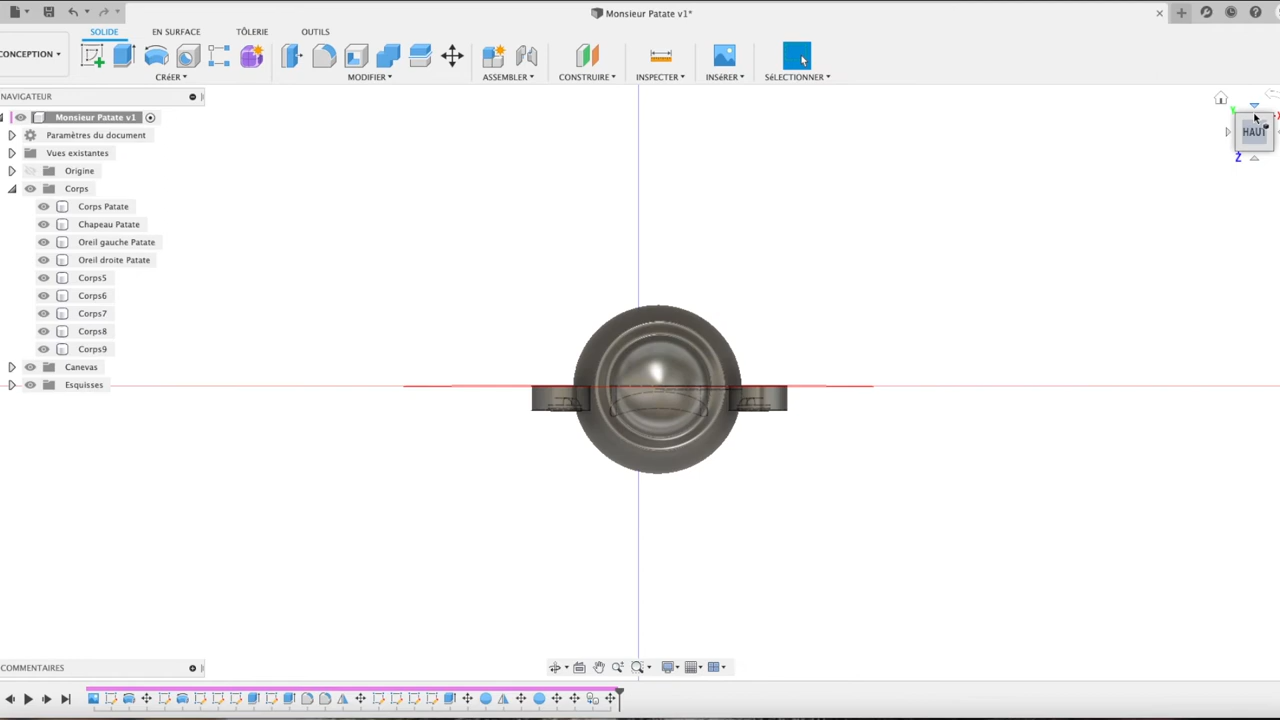 Monsieur Patate v1*
SOLIDE EN SURFACE TÔLERIE OUTILS
CONCEPTION
CRÉER MODIFIER ASSEMBLER CONSTRUIRE INSPECTER INSÉRER SÉLECTIONNER
NAVIGATEUR
Monsieur Patate v1
Paramètres du document
Vues existantes
Origine
Corps
Corps Patate
Chapeau Patate
Oreil gauche Patate
Oreil droite Patate
Corps5
Corps6
Corps7
Corps8
Corps9
Canevas
Esquisses
Y
X
HAUT
Z
COMMENTAIRES